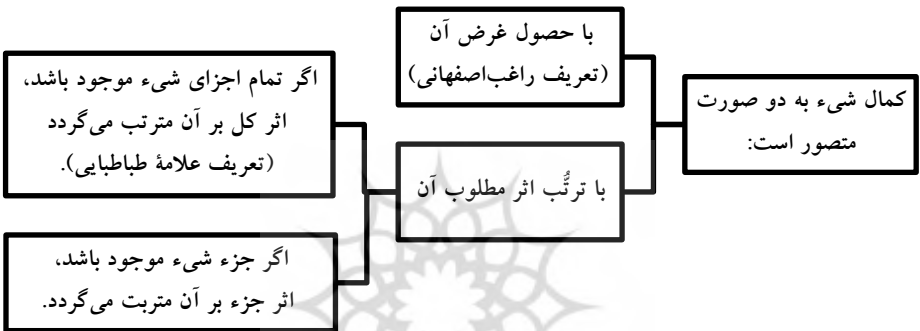 کمال شیء به دو صورت
متصور است:
با حصول غرض آن
(تعریف راغب‌اصفهانی)
با ترتُّب اثر مطلوب آن
اگر تمام اجزای شیء موجود باشد،
اثر کل بر آن مترتب می‌گردد
(تعریف علامهٔ طباطبایی).
اگر جزء شیء موجود باشد،
اثر جزء بر آن متربت می‌گردد.